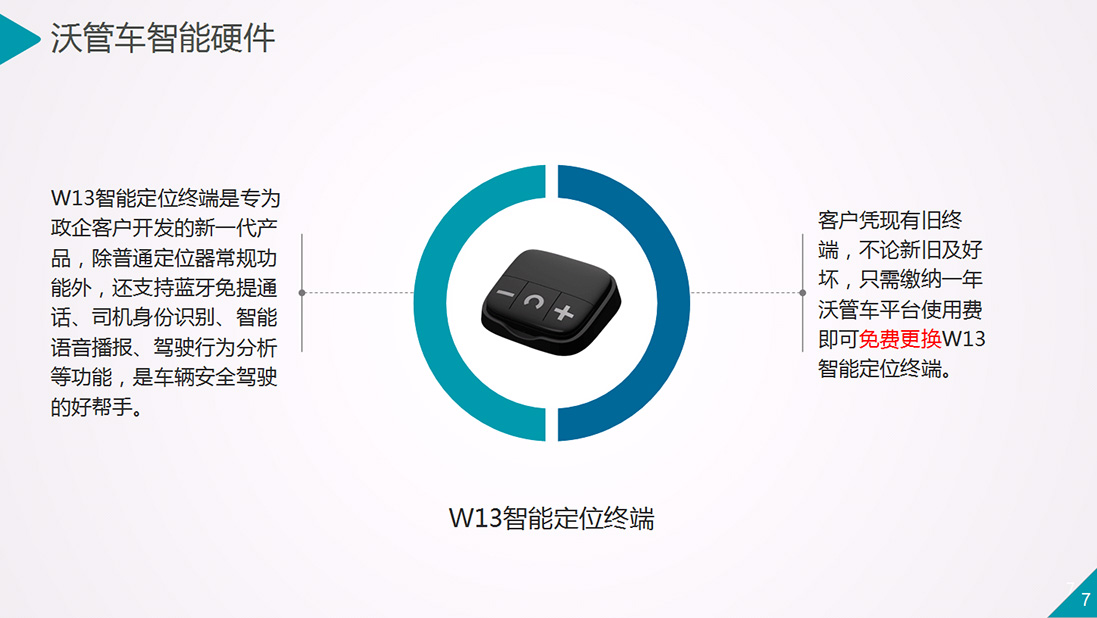 沃管车智能硬件
W13智能定位终端是专为
政企客户开发的新一代产
品，除普通定位器常规功
能外，还支持蓝牙免提通
话、司机身份识别、智能
语音播报、驾驶行为分析
等功能，是车辆安全驾驶
的好帮手。
客户凭现有旧终
端，不论新旧及好
坏，只需缴纳一年
沃管车平台使用费
即可免费更换W13
智能定位终端。
W13智能定位终端
7
7